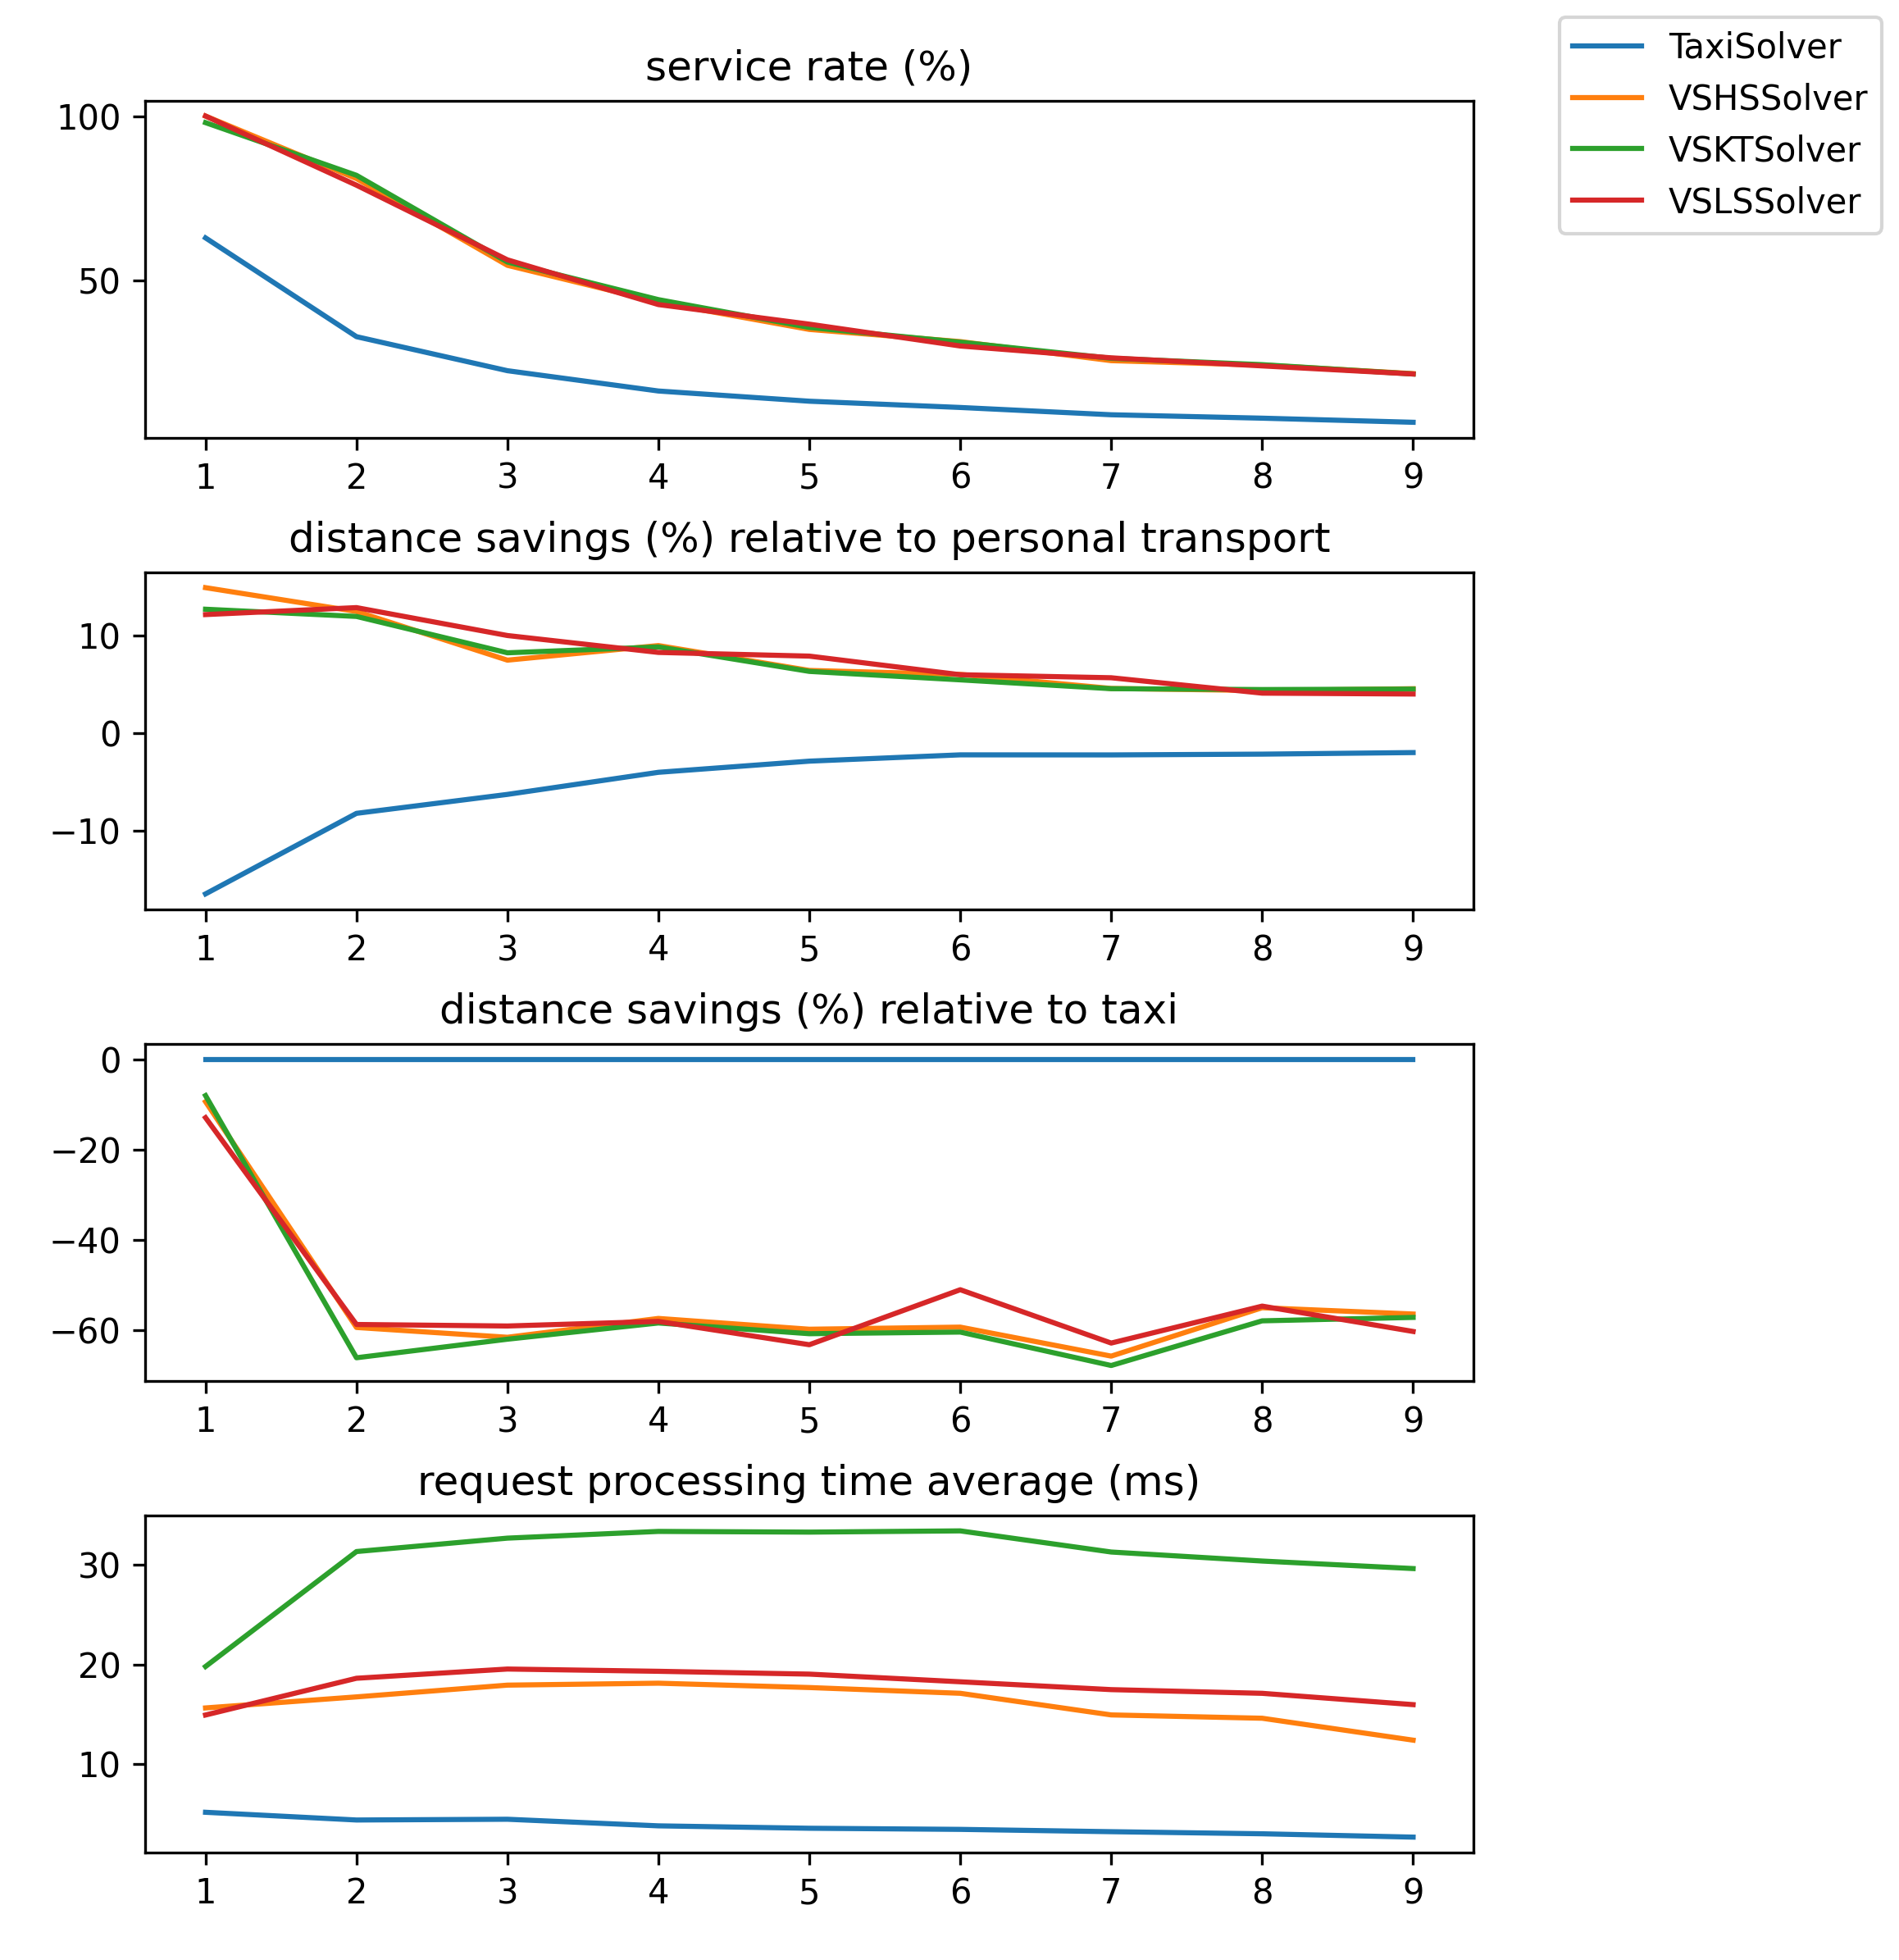 TaxiSolver
VSHSSolver
VSKTSolver
VSLSSolver
service rate (%)
100
50
1 2 3 4 5 6 7 8 9
distance savings (%) relative to personal transport
10
0
−10
1 2 3 4 5 6 7 8 9
distance savings (%) relative to taxi
0
−20
−40
−60
1 2 3 4 5 6 7 8 9
request processing time average (ms)
30
20
10
1 2 3 4 5 6 7 8 9